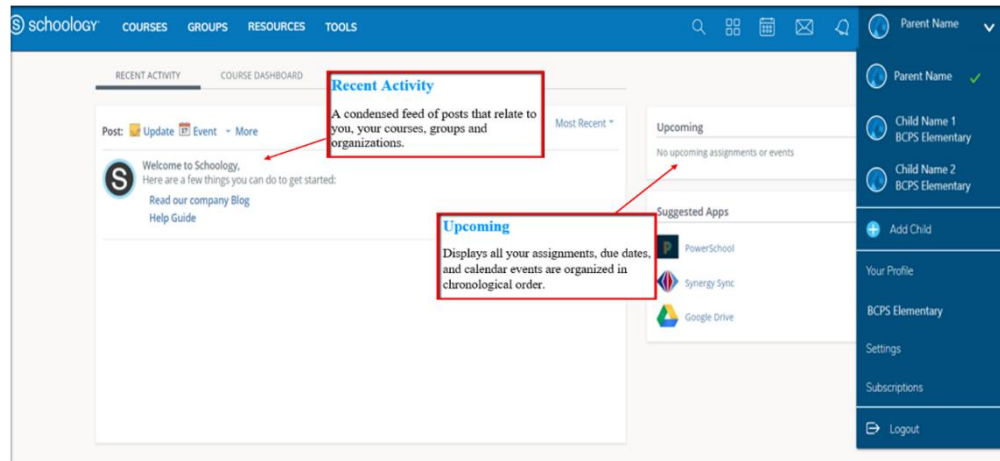 S schoology COURSES GROUPS RESOURCES TOOLS Parent Name
RECENT ACTIVITY COURSE DASHBOARD
Recent Activity
A condensed feed of posts that relate to
you, your courses, groups and
organizations.
Post: Update Event More
Most Recent
S
Welcome to Schoology,
Here are a few things you can do to get started:
Read our company Blog
Help Guide
Upcoming
No upcoming assignments or events
Upcoming
Displays all your assignments, due dates,
and calendar events are organized in
chronological order.
Suggested Apps
PowerSchool
Synergy Sync
Google Drive
Parent Name
Child Name 1
BCPS Elementary
Child Name 2
BCPS Elementary
Add Child
Your Profile
BCPS Elementary
Settings
Subscriptions
Logout